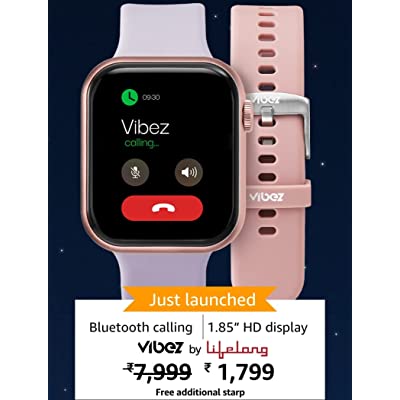 09:30
Vibez
calling...
vibez
vibez
Just launched
Bluetooth calling | 1.85” HD display
vibez by lifelong
₹7,999 ₹ 1,799
Free additional starp